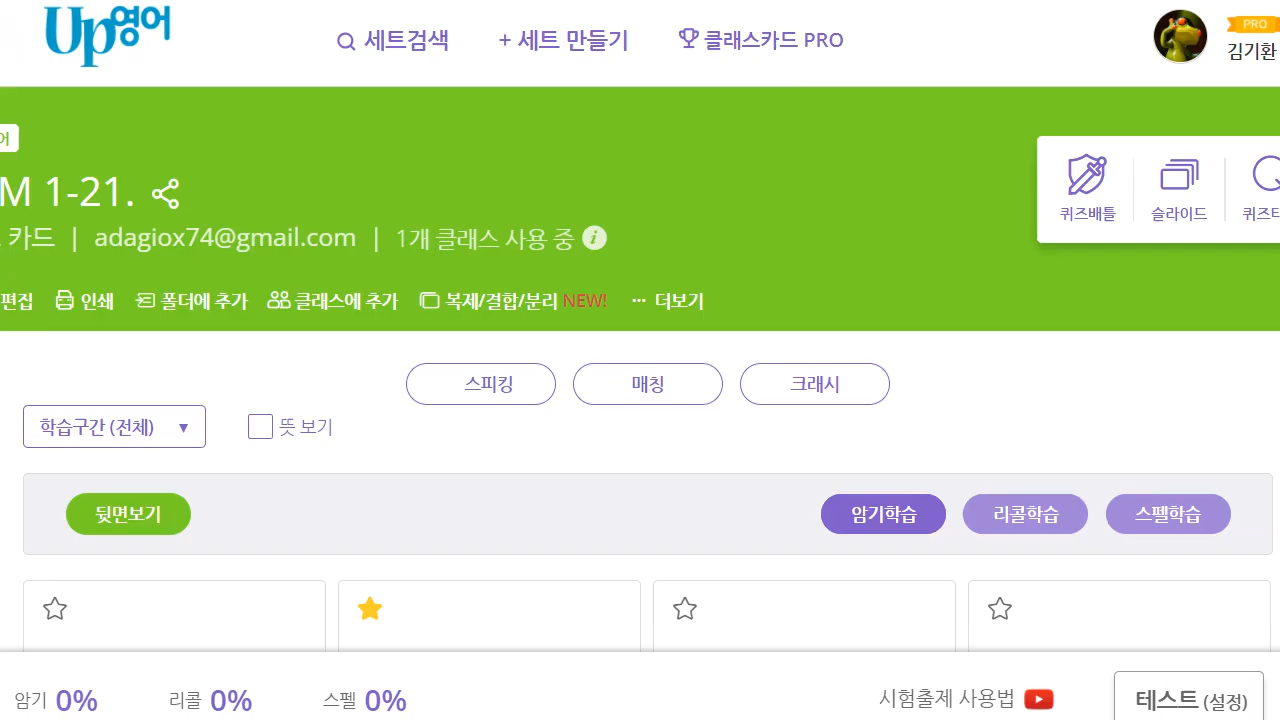 Up영어
세트검색 + 세트 만들기 클래스카드 PRO
PRO
김기환
어
M 1-21.
카드 | adagiox74@gmail.com | 1개 클래스 사용 중 i
퀴즈배틀 슬라이드 퀴즈타
편집 인쇄 폴더에 추가 클래스에 추가 복제/결합/분리 NEW! ··· 더보기
스피킹 매칭 크래시
학습구간 (전체) ▼ 뜻 보기
뒷면보기 암기학습 리콜학습 스펠학습
암기 0% 리콜 0% 스펠 0% 시험출제 사용법 테스트 (설정)